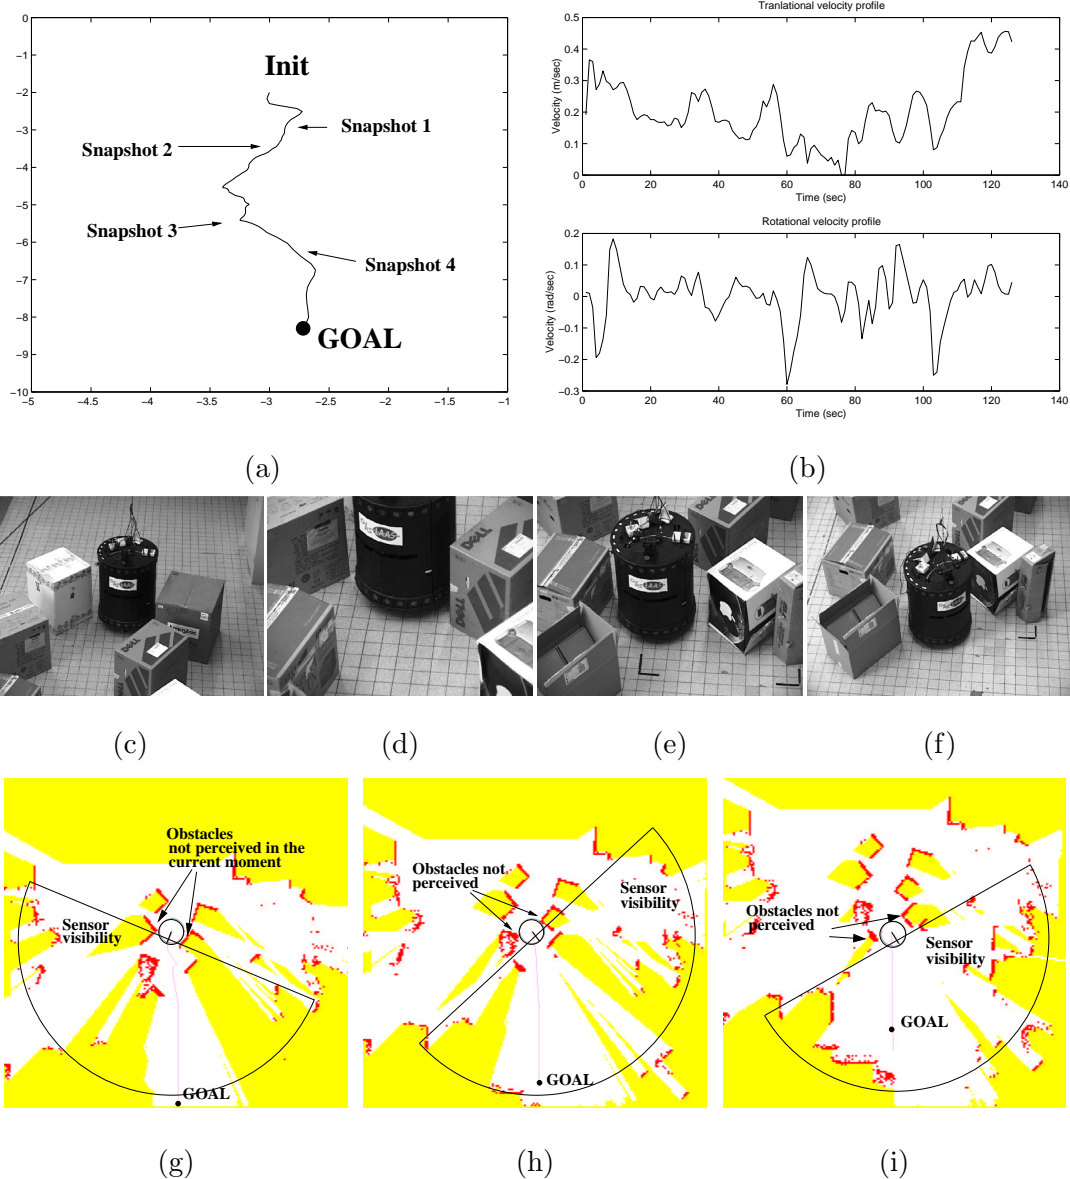 Init
Snapshot 1
Snapshot 2
Snapshot 3
Snapshot 4
GOAL
0
−1
−2
−3
−4
−5
−6
−7
−8
−9
−10
−5 −4.5 −4 −3.5 −3 −2.5 −2 −1.5 −1
(a)
Tranlational velocity profile
Velocity (m/sec)
0.5
0.4
0.3
0.2
0.1
0
0 20 40 60 80 100 120 140
Time (sec)
Rotational velocity profile
Velocity (rad/sec)
0.2
0.1
0
−0.1
−0.2
−0.3
0 20 40 60 80 100 120 140
Time (sec)
(b)
DELL
LAAS
DELL
DELL
(c)
(d)
(e)
(f)
Obstacles
not perceived in the
current moment
Sensor
visibility
GOAL
Obstacles not
perceived
Sensor
visibility
GOAL
Obstacles not
perceived
Sensor
visibility
GOAL
(g)
(h)
(i)